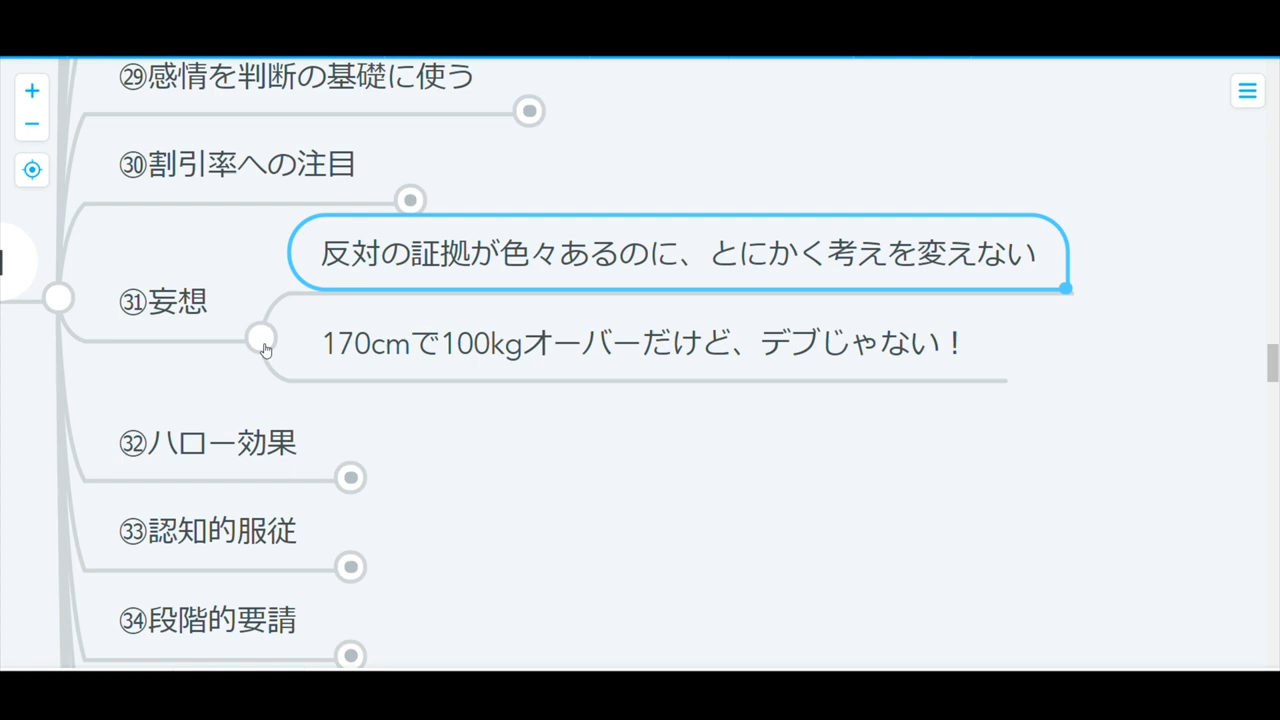 ㉙感情を判断の基礎に使う
㉚割引率への注目
反対の証拠が色々あるのに、とにかく考えを変えない
㉛妄想
170cmで100kgオーバーだけど、デブじゃない！
㉜ハロー効果
㉝認知的服従
㉞段階的要請